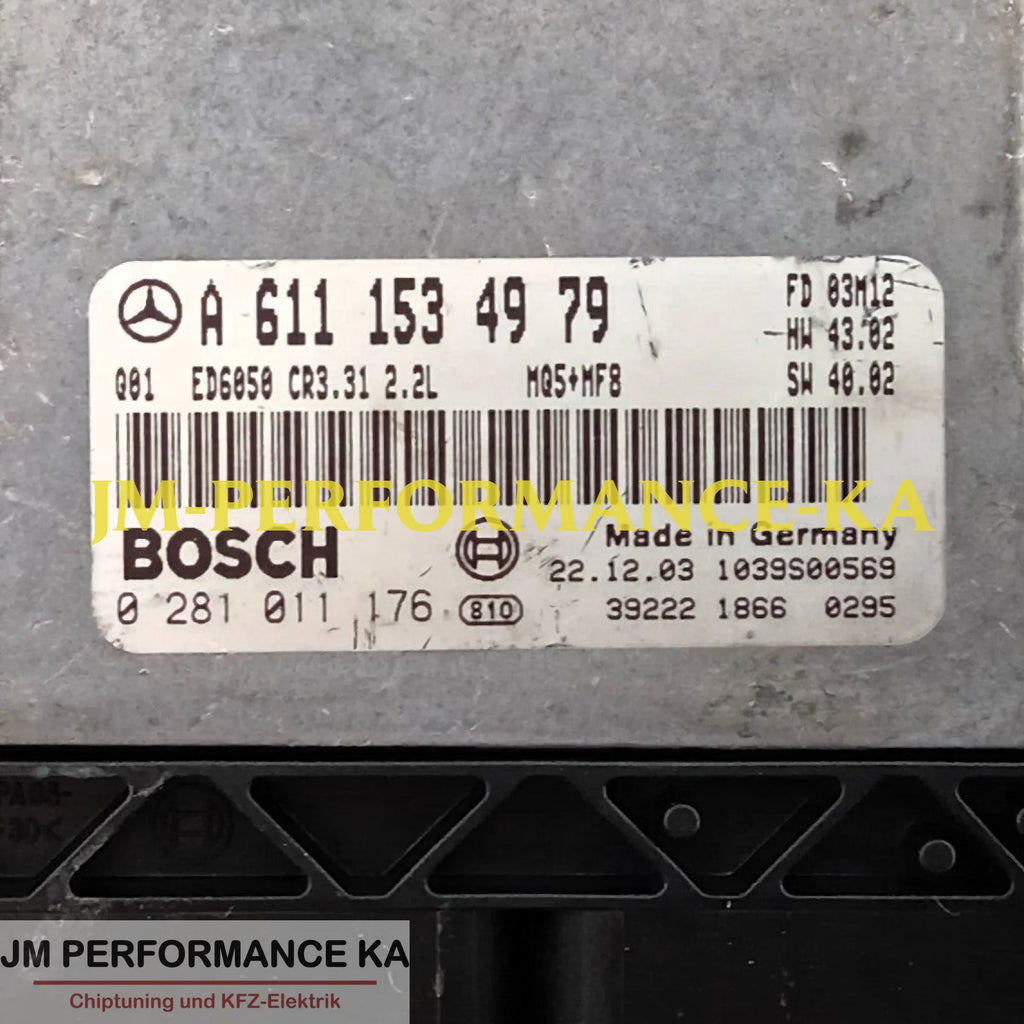 A 611 153 49 79
FD 03M12
HW 43.02
Q01 ED6050 CR3.31 2.2L MQ5+MF8 SW 40.02
JM-PERFORMANCE-KA
BOSCH
Made in Germany
22.12.03 1039S00569
0 281 011 176 810 39222 1866 0295
JM PERFORMANCE KA
Chiptuning und KFZ-Elektrik